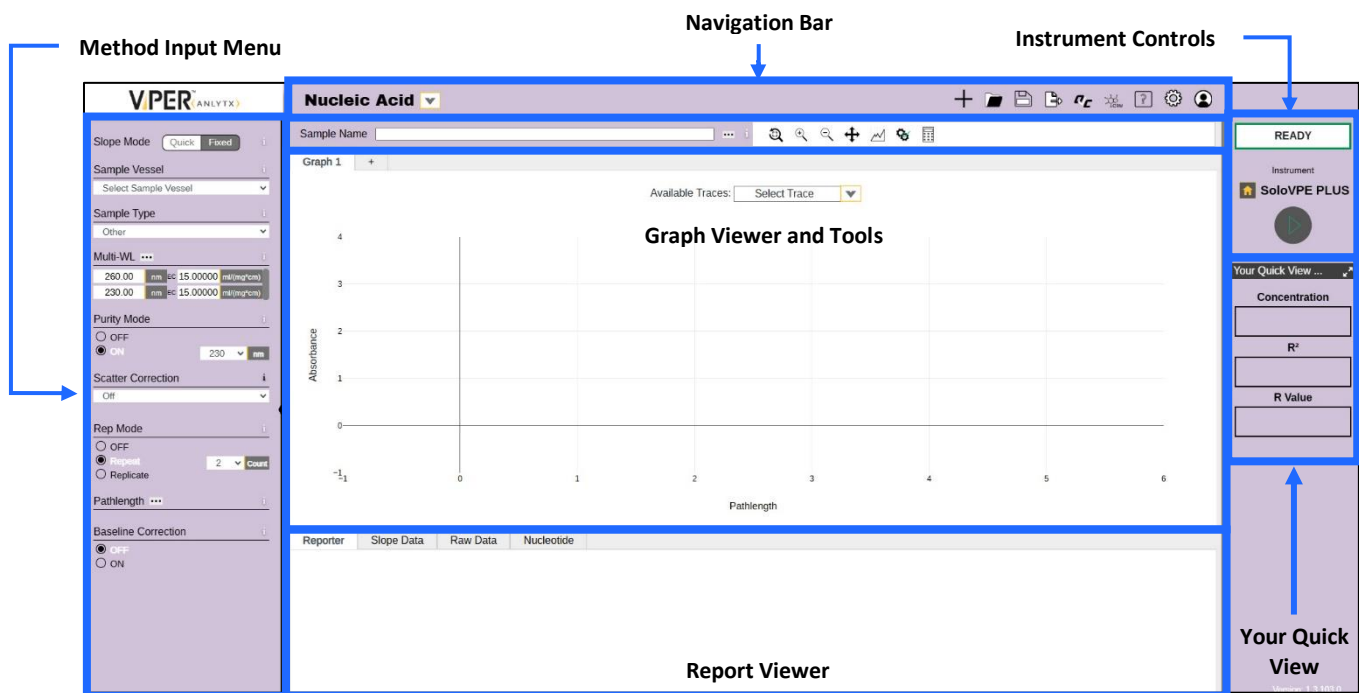 Navigation Bar
Method Input Menu
Instrument Controls
ViPER (ANLYTX)
Nucleic Acid
Sample Name
READY
Slope Mode Quick Fixed
Graph 1 +
Instrument
SoloVPE PLUS
Sample Vessel
Select Sample Vessel
Available Traces: Select Trace
Sample Type
Other
Graph Viewer and Tools
Multi-WL
260.00 nm EC 15.00000 ml/(mg*cm)
230.00 nm EC 15.00000 ml/(mg*cm)
Your Quick View ...
Concentration
R²
R Value
Purity Mode
OFF
ON 230 nm
Scatter Correction
Off
Rep Mode
OFF
Repeat 2 Count
Replicate
Pathlength
Baseline Correction
OFF
ON
4
3
2
1
0
−1
Absorbance
−1 0 1 2 3 4 5 6
Pathlength
Reporter Slope Data Raw Data Nucleotide
Report Viewer
Your Quick
View